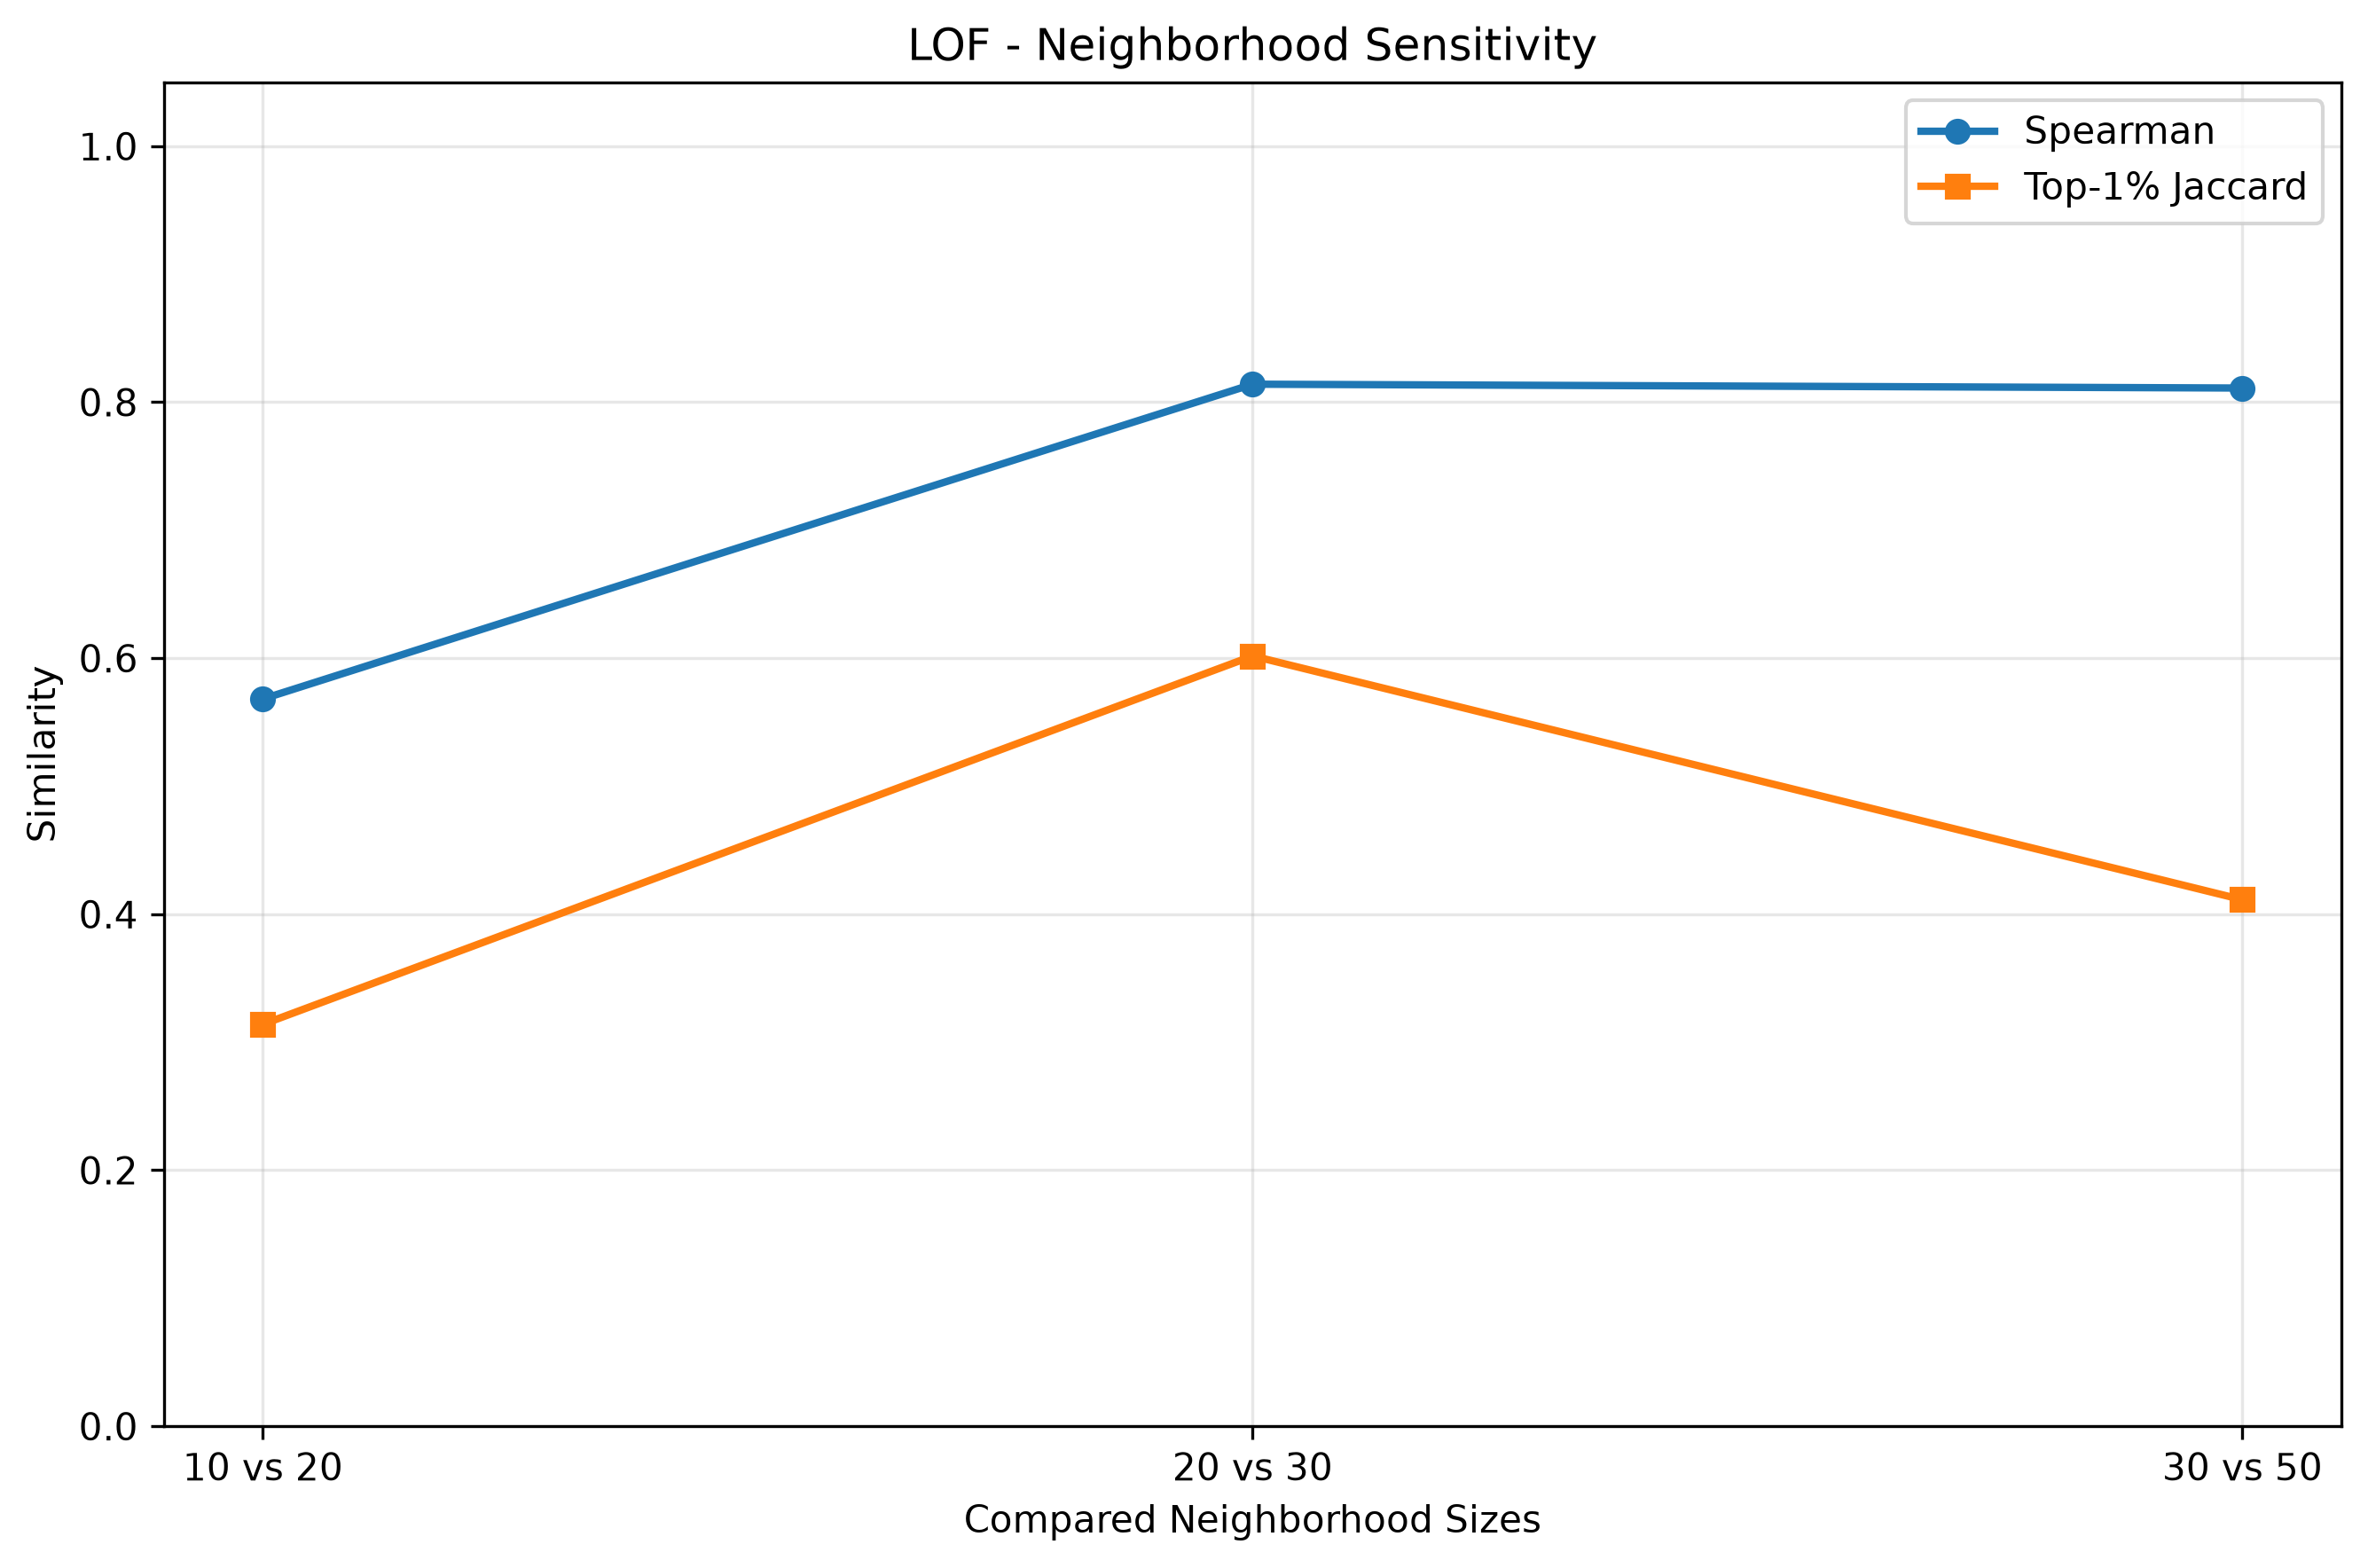 LOF - Neighborhood Sensitivity
Spearman
Top-1% Jaccard
Similarity
1.0
0.8
0.6
0.4
0.2
0.0
10 vs 20
20 vs 30
30 vs 50
Compared Neighborhood Sizes